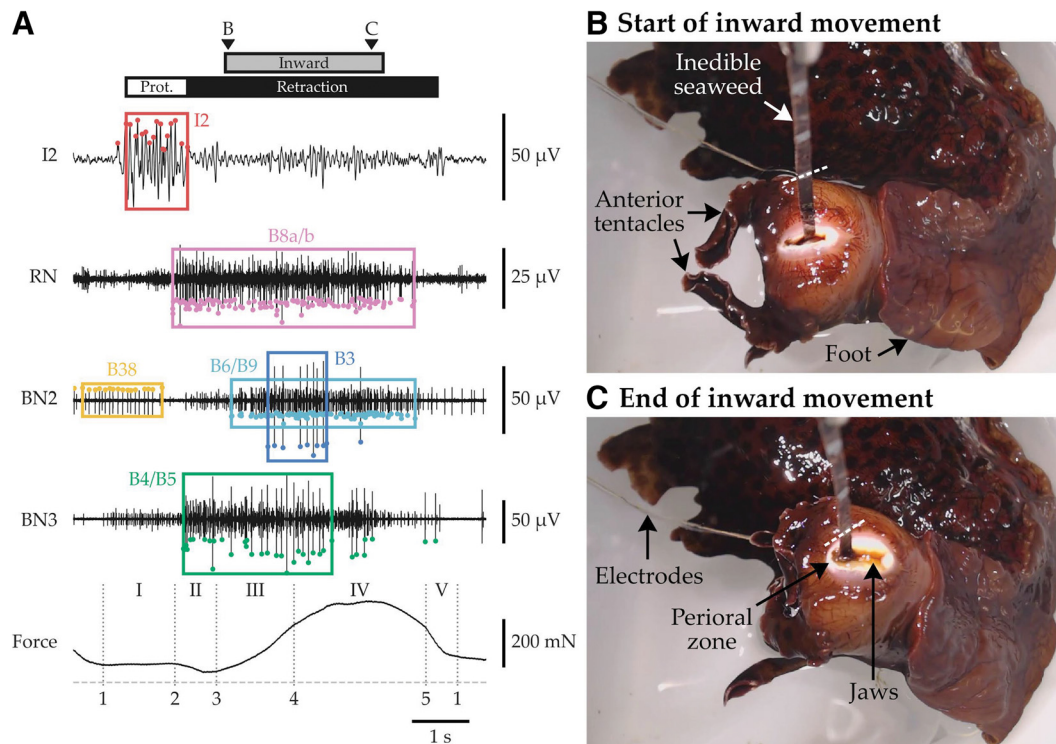 A
B
C
Inward
Prot.
Retraction
I2
I2
50 µV
B8a/b
RN
25 µV
B38
B6/B9
B3
BN2
50 µV
B4/B5
BN3
50 µV
I
II
III
IV
V
Force
200 mN
1
2
3
4
5
1
1 s
B Start of inward movement
Inedible
seaweed
Anterior
tentacles
Foot
C End of inward movement
Electrodes
Perioral
zone
Jaws